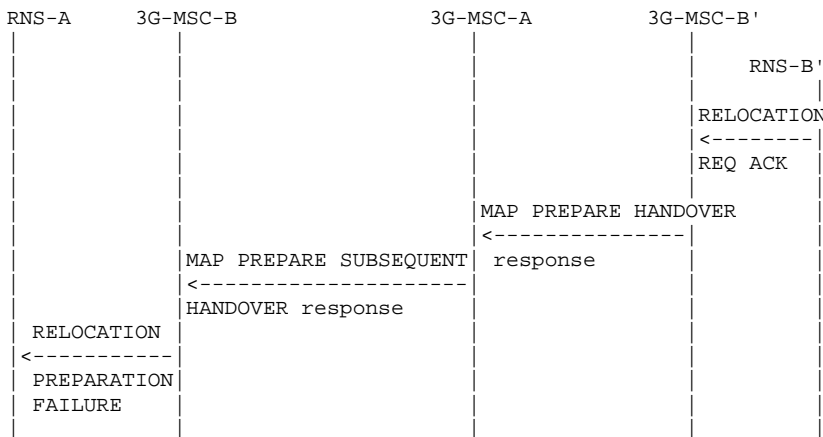 RNS-A 3G-MSC-B 3G-MSC-A 3G-MSC-B'
RNS-B'
RELOCATION
REQ ACK
MAP PREPARE HANDOVER
MAP PREPARE SUBSEQUENT response
HANDOVER response
RELOCATION
PREPARATION
FAILURE